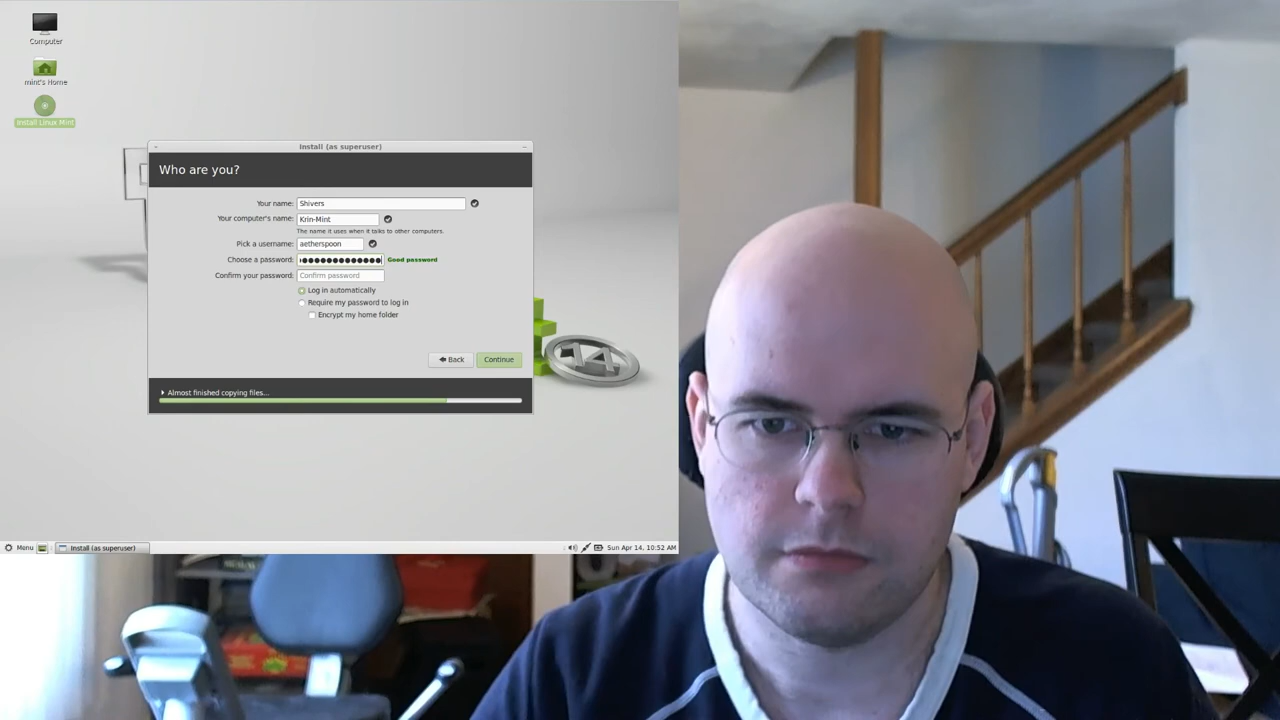 Computer
mint's Home
Install Linux Mint
Install (as superuser)
Who are you?
Your name: Shivers
Your computer's name: Krin-Mint
The name it uses when it talks to other computers.
Pick a username: aetherspoon
Choose a password: ●●●●●●●●●●●●● Good password
Confirm your password: Confirm password
Log in automatically
Require my password to log in
Encrypt my home folder
Back Continue
Almost finished copying files...
14
Menu Install (as superuser) Sun Apr 14, 10:52 AM